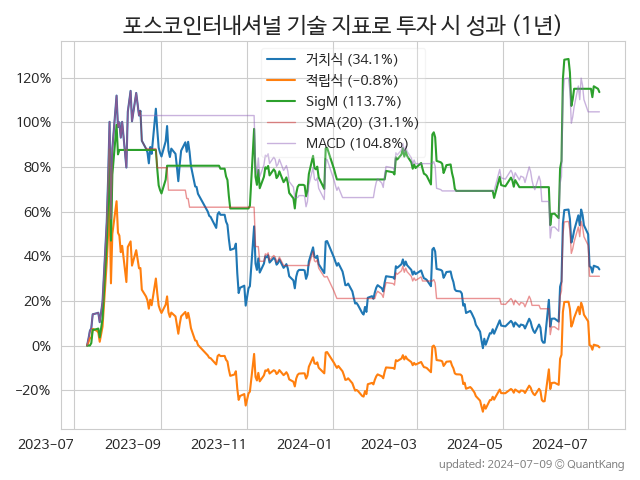 포스코인터내셔널 기술 지표로 투자 시 성과 (1년)
거치식 (34.1%)
적립식 (−0.8%)
SigM (113.7%)
SMA(20) (31.1%)
MACD (104.8%)
120%
100%
80%
60%
40%
20%
0%
−20%
2023-07 2023-09 2023-11 2024-01 2024-03 2024-05 2024-07
updated: 2024-07-09 ⓒ QuantKang